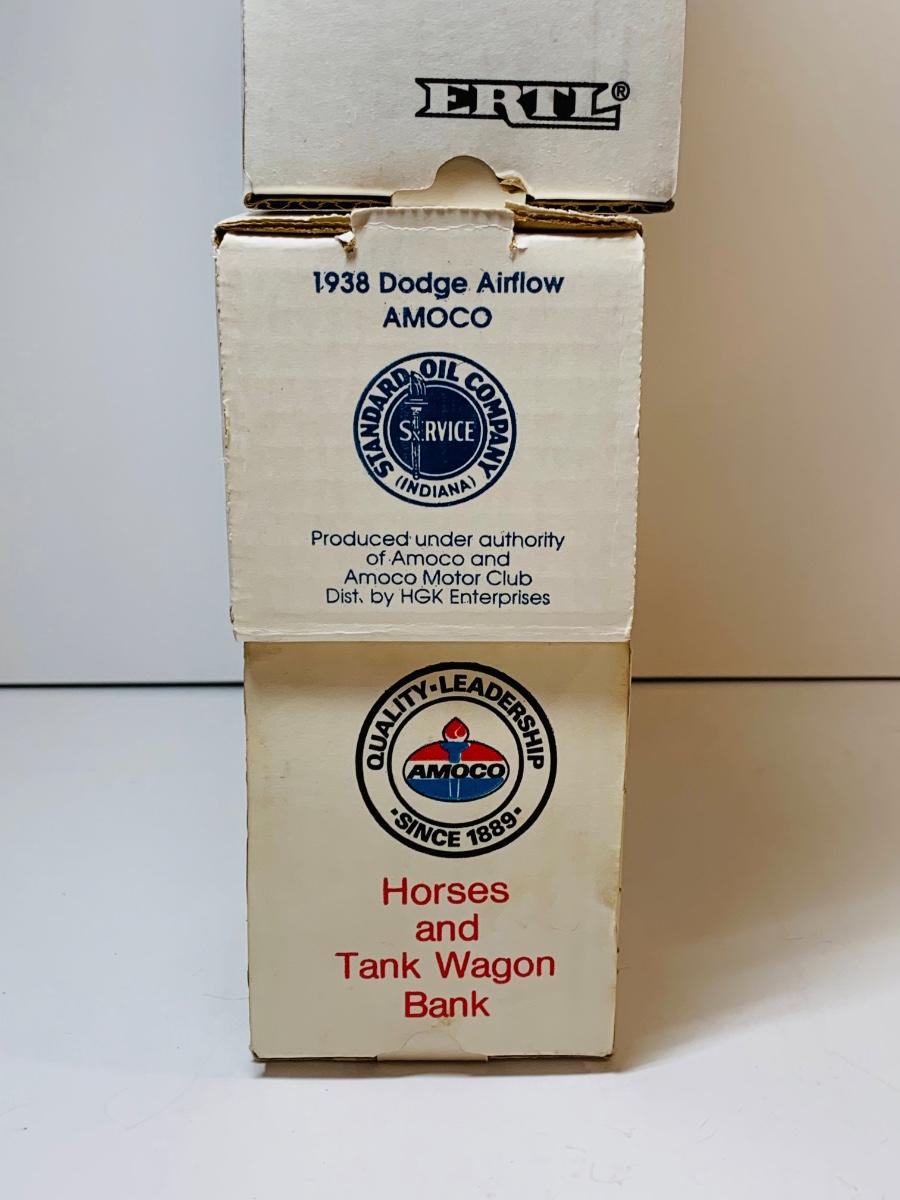 ERTL®
1938 Dodge Airflow
AMOCO
STANDARD OIL COMPANY
SERVICE
(INDIANA)
Produced under authority
of Amoco and
Amoco Motor Club
Dist. by HGK Enterprises
QUALITY-LEADERSHIP
AMOCO
-SINCE 1889-
Horses
and
Tank Wagon
Bank